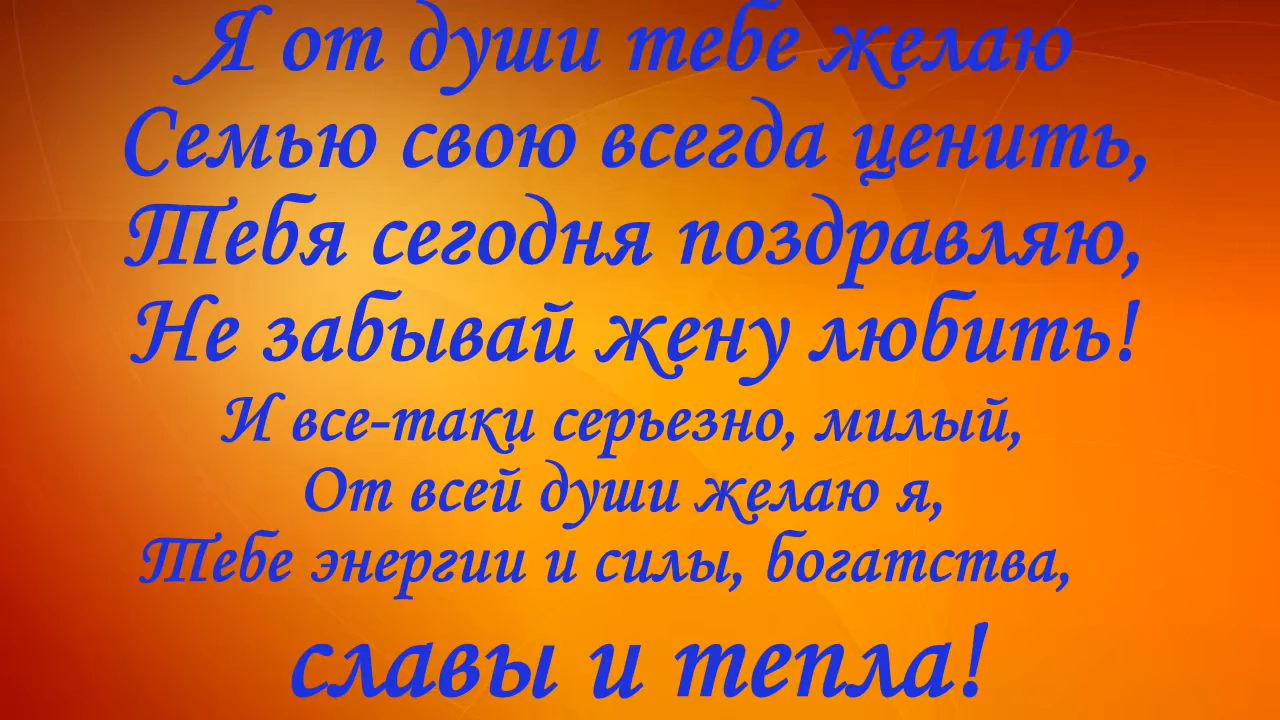 Я от души тебе желаю
Семью свою всегда ценить,
Тебя сегодня поздравляю,
Не забывай жену любить!
И все-таки серьезно, милый,
От всей души желаю я,
Тебе энергии и силы, богатства,
славы и тепла!